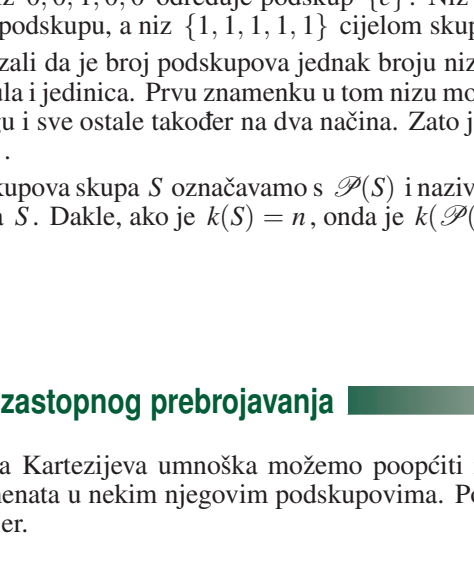 iz 0, 0, 1, 0, 0 određuje podskup {c}. Niz
podskupu, a niz {1, 1, 1, 1, 1} cijelom skup
zali da je broj podskupova jednak broju niz
ula i jedinica. Prvu znamenku u tom nizu mo
gu i sve ostale također na dva načina. Zato j
.
kupova skupa S označavamo s 𝒫(S) i naziv
a S. Dakle, ako je k(S) = n, onda je k(𝒫(
zastopnog prebrojavanja
a Kartezijeva umnoška možemo poopćiti
menata u nekim njegovim podskupovima. Po
er.